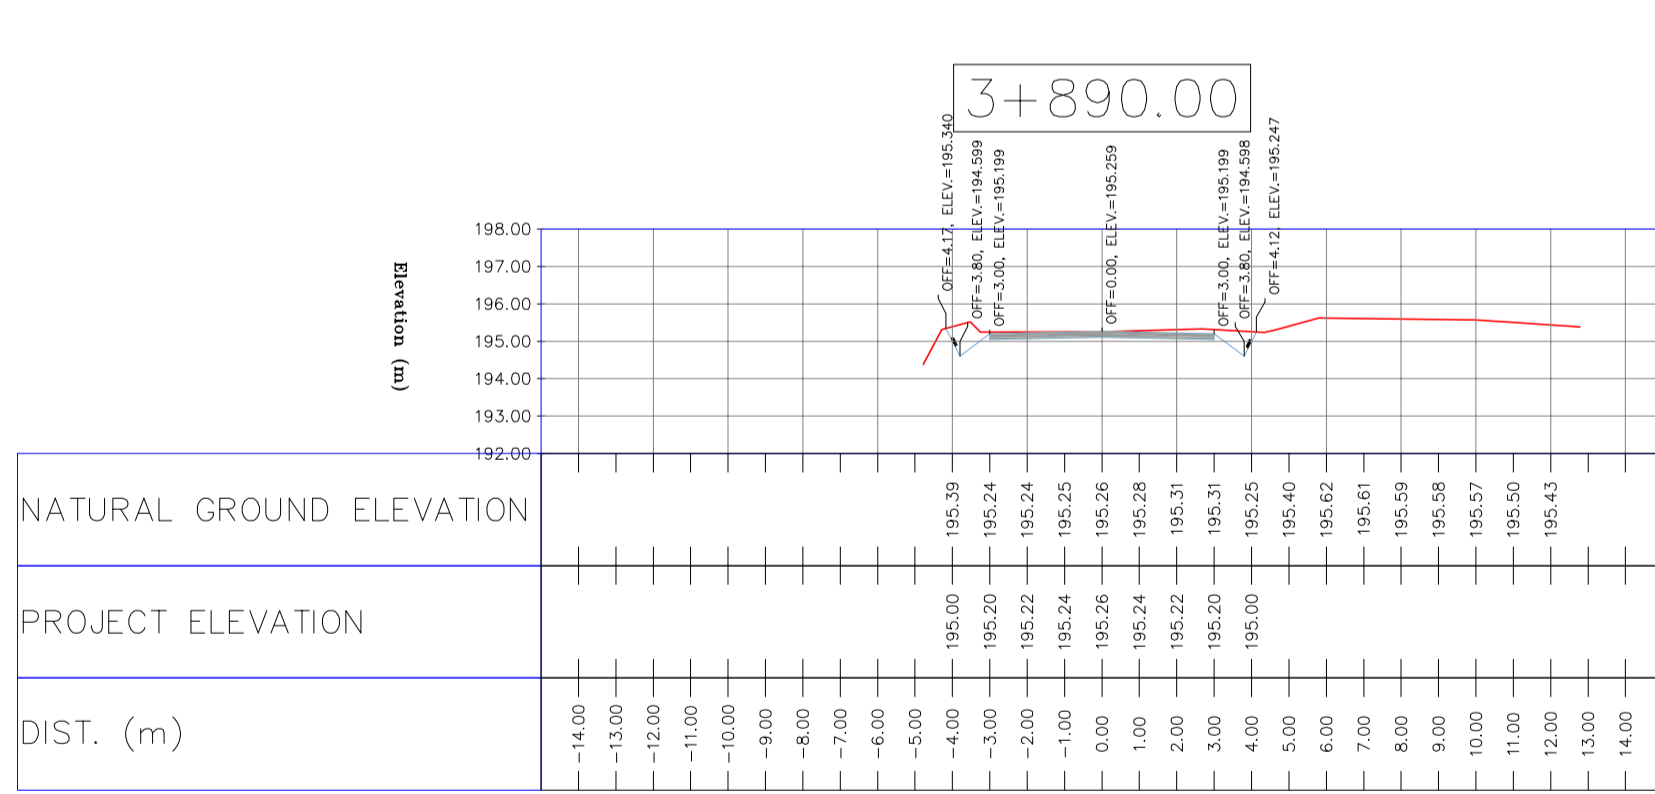 3+890.00
OFF=4.17, ELEV.=195.340
OFF=3.80, ELEV.=194.599
OFF=3.00, ELEV.=195.199
OFF=0.00, ELEV.=195.259
OFF=3.00, ELEV.=195.199
OFF=3.80, ELEV.=194.598
OFF=4.12, ELEV.=195.247
Elevation (m)
198.00
197.00
196.00
195.00
194.00
193.00
192.00
NATURAL GROUND ELEVATION 195.39 195.24 195.24 195.25 195.26 195.28 195.31 195.31 195.25 195.40 195.62 195.61 195.59 195.58 195.57 195.50 195.43
PROJECT ELEVATION 195.00 195.20 195.22 195.24 195.26 195.24 195.22 195.20 195.00
DIST. (m) -14.00 -13.00 -12.00 -11.00 -10.00 -9.00 -8.00 -7.00 -6.00 -5.00 -4.00 -3.00 -2.00 -1.00 0.00 1.00 2.00 3.00 4.00 5.00 6.00 7.00 8.00 9.00 10.00 11.00 12.00 13.00 14.00